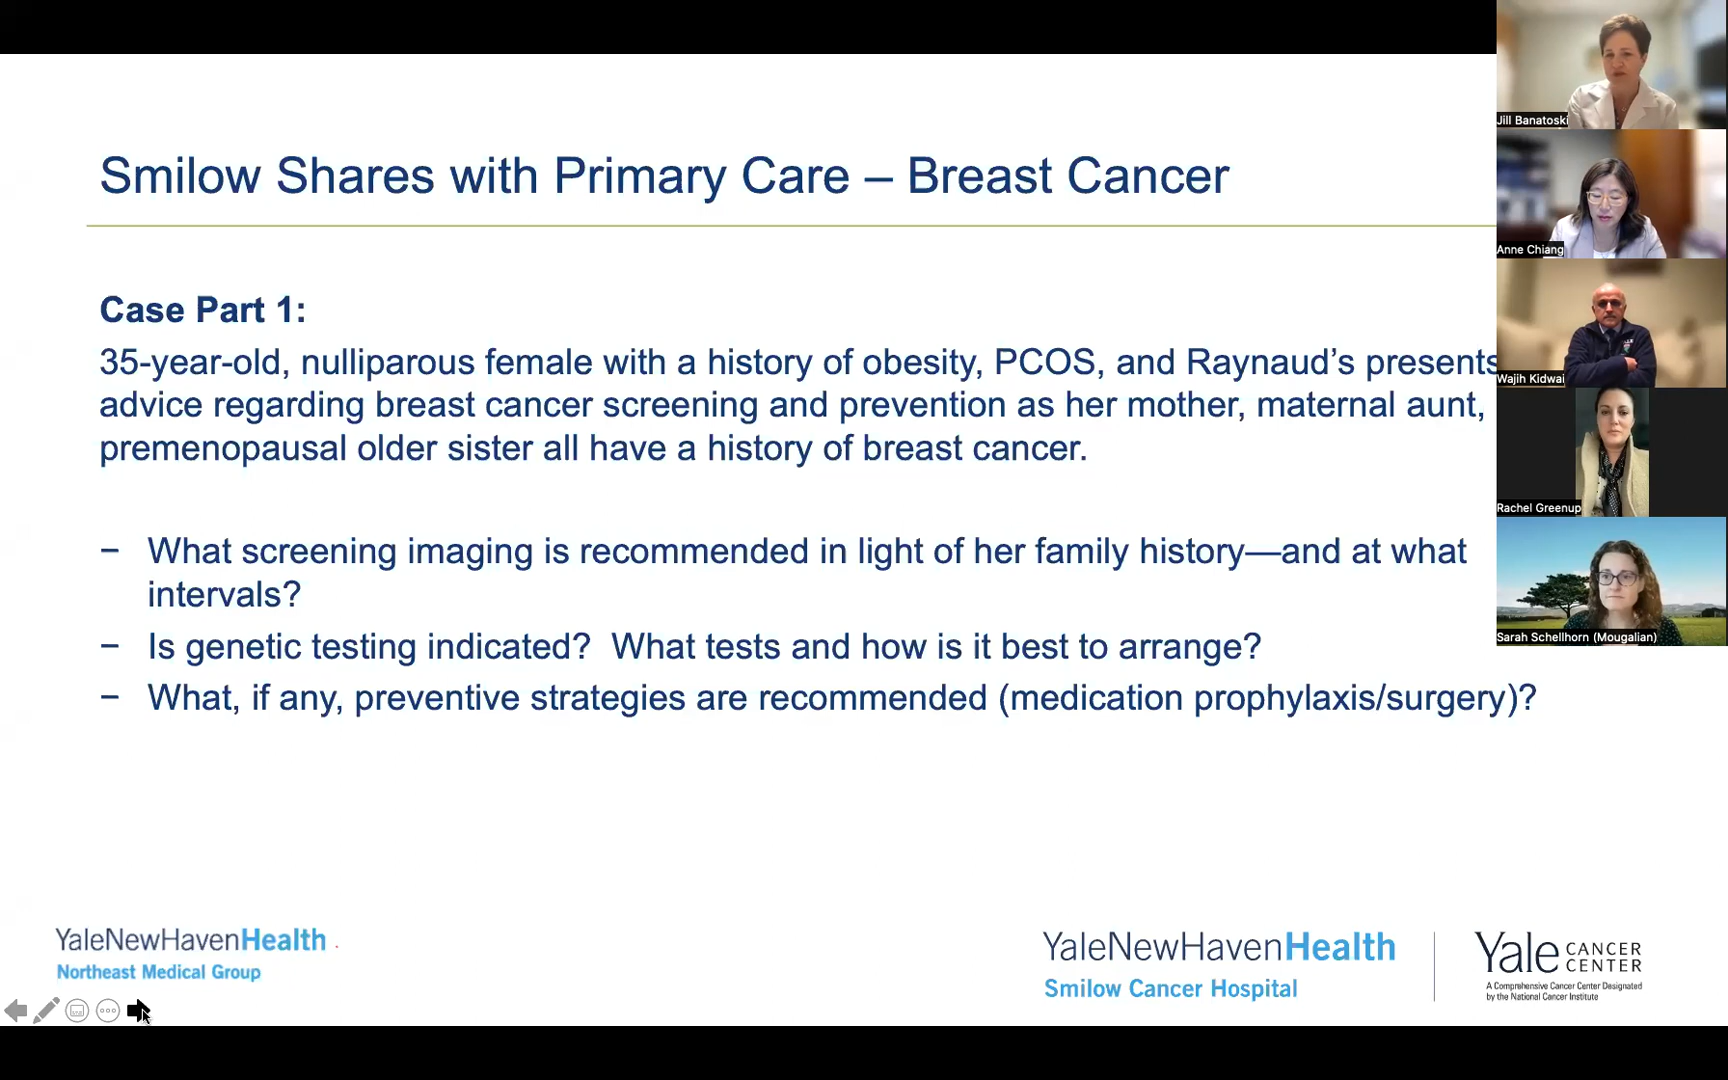 Smilow Shares with Primary Care – Breast Cancer
Case Part 1:
35-year-old, nulliparous female with a history of obesity, PCOS, and Raynaud's presents
advice regarding breast cancer screening and prevention as her mother, maternal aunt,
premenopausal older sister all have a history of breast cancer.
– What screening imaging is recommended in light of her family history—and at what
intervals?
– Is genetic testing indicated?  What tests and how is it best to arrange?
– What, if any, preventive strategies are recommended (medication prophylaxis/surgery)?
Jill Banatoski
Anne Chiang
Wajih Kidwai
Rachel Greenup
Sarah Schellhorn (Mougalian)
YaleNewHavenHealth
Northeast Medical Group
YaleNewHavenHealth
Smilow Cancer Hospital
Yale CANCER
CENTER
A Comprehensive Cancer Center Designated
by the National Cancer Institute